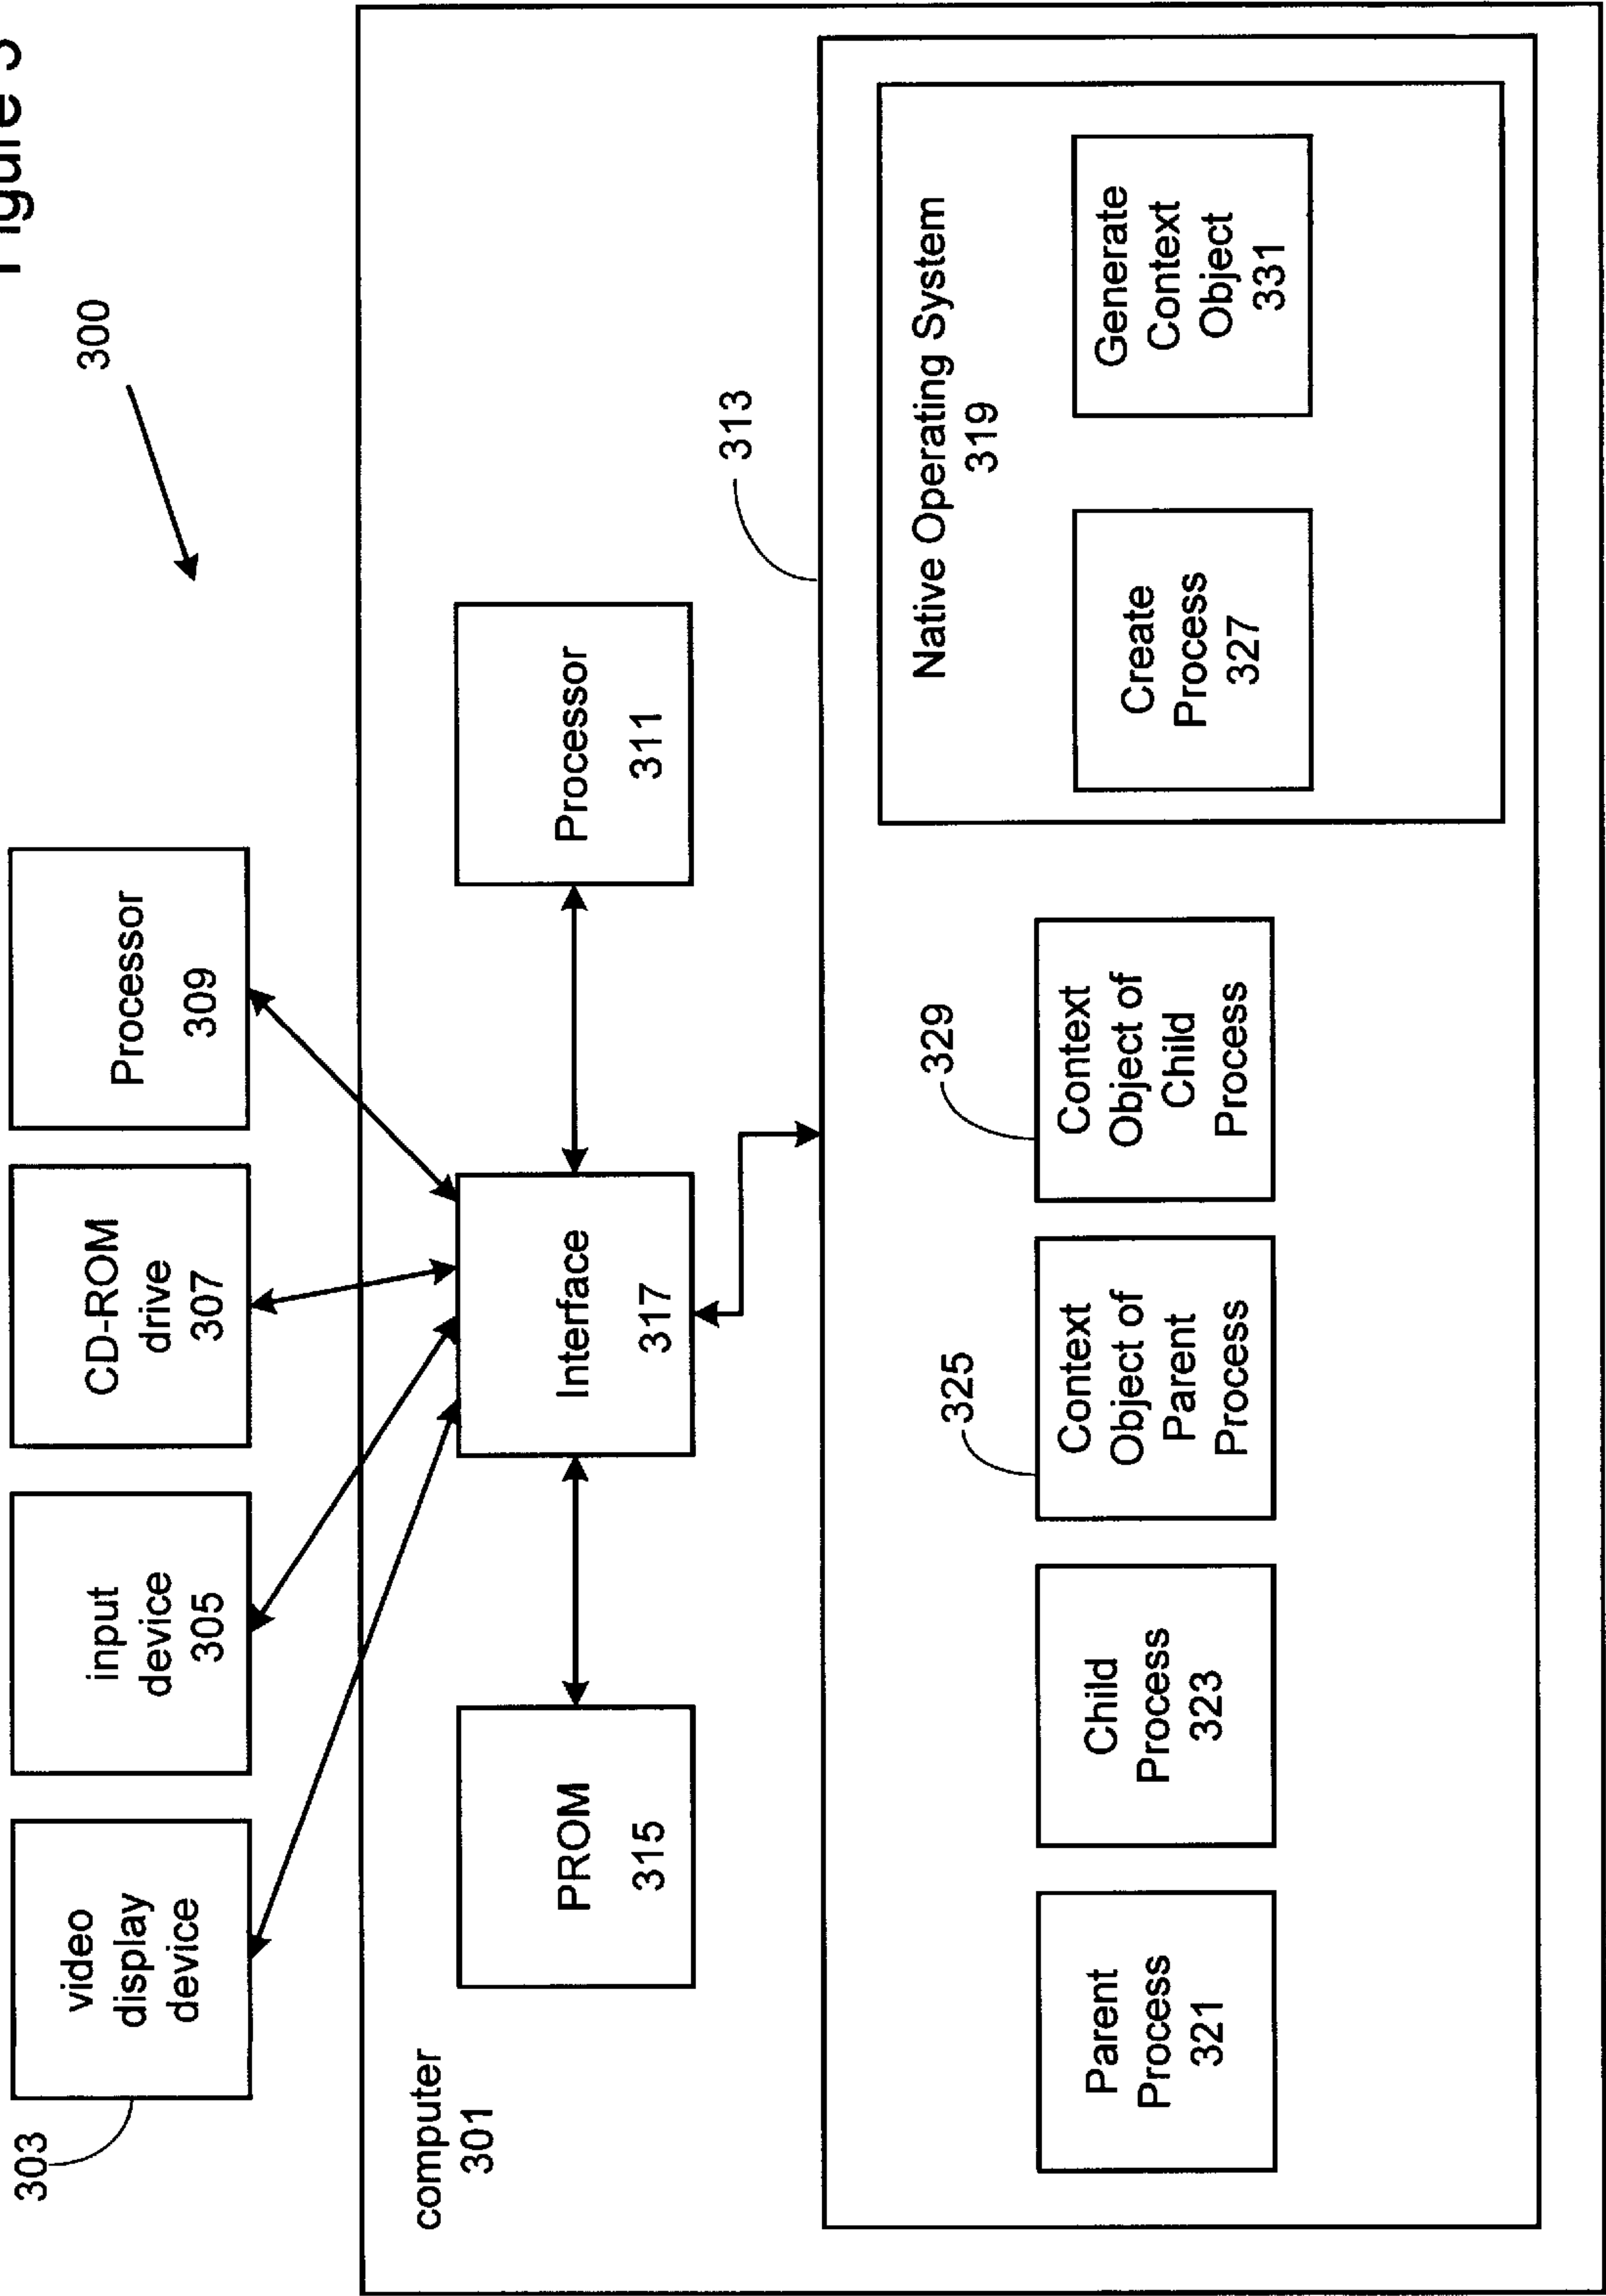 Figure
300
303
video
display
device
input
device
305
CD-ROM
drive
307
Processor
309
computer
301
PROM
315
Interface
317
Processor
311
313
Parent
Process
321
Child
Process
323
325
Context
Object of
Parent
Process
329
Context
Object of
Child
Process
Native Operating System
319
Create
Process
327
Generate
Context
Object
331